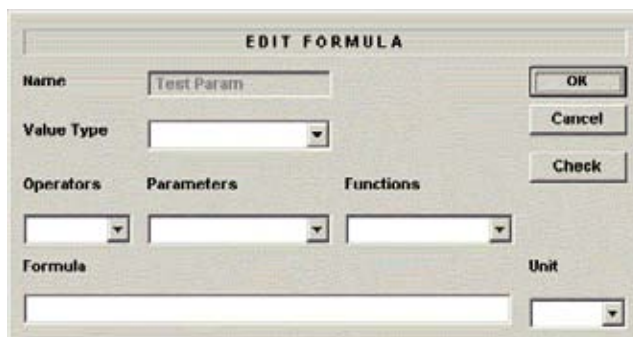 EDIT FORMULA
Name
Test Param
OK
Value Type
Cancel
Check
Operators Parameters Functions
Formula
Unit